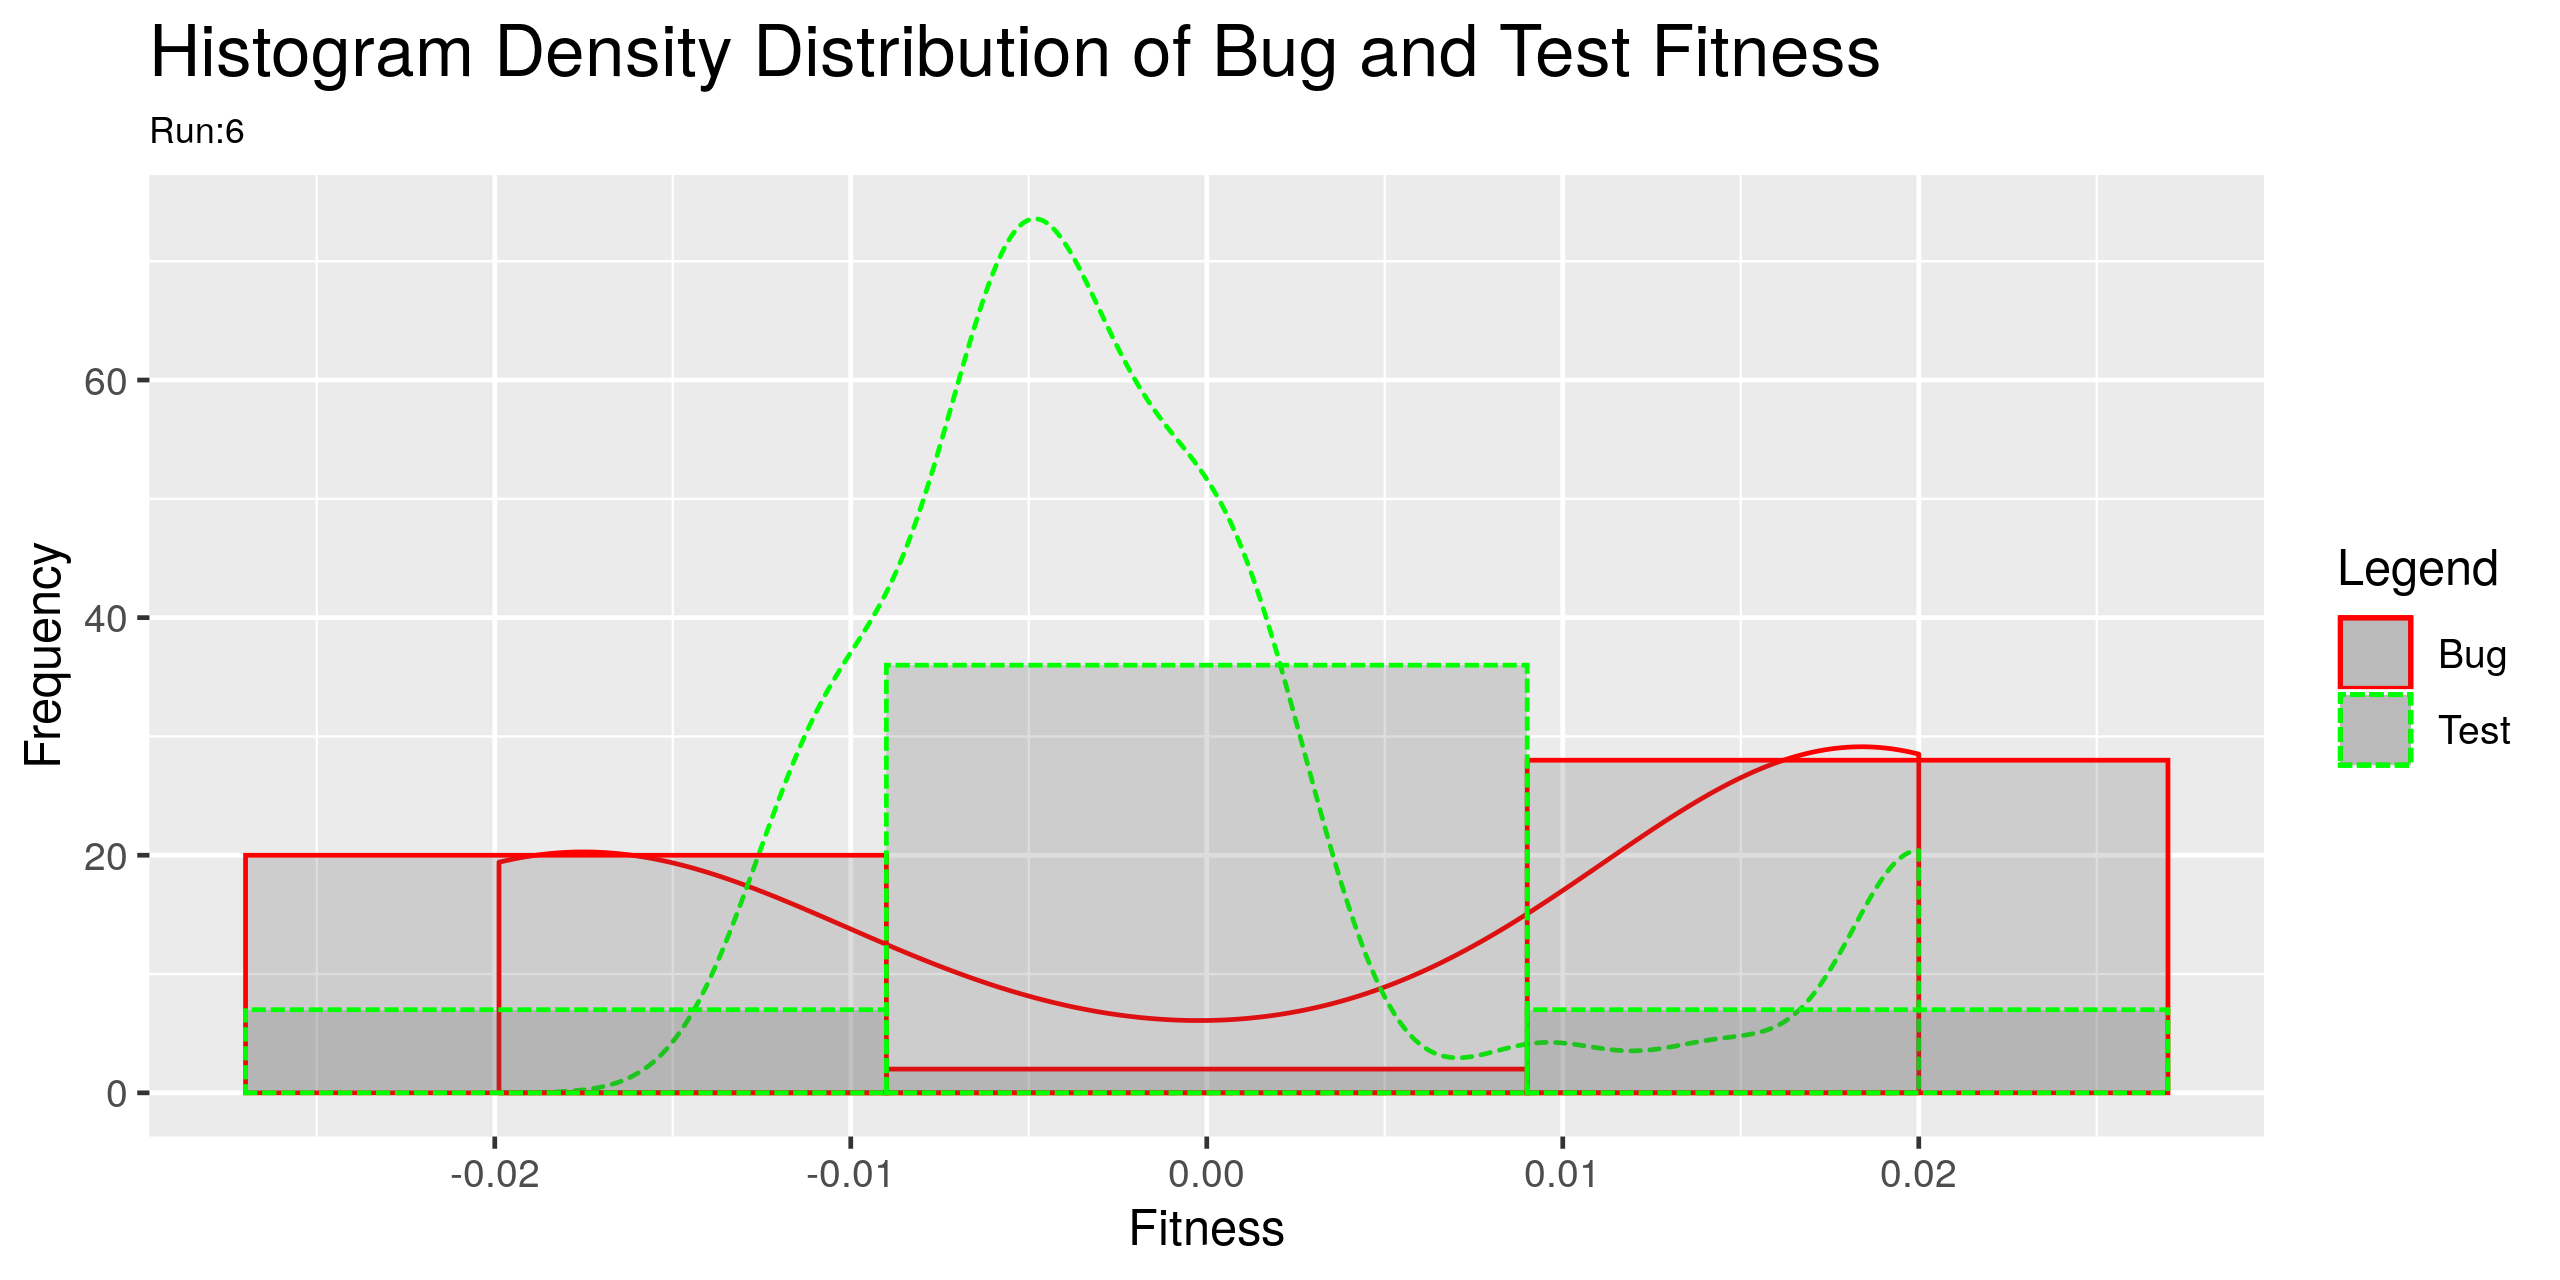 Histogram Density Distribution of Bug and Test Fitness
Run:6
Frequency
60
40
20
0
-0.02
-0.01
0.00
0.01
0.02
Fitness
Legend
Bug
Test